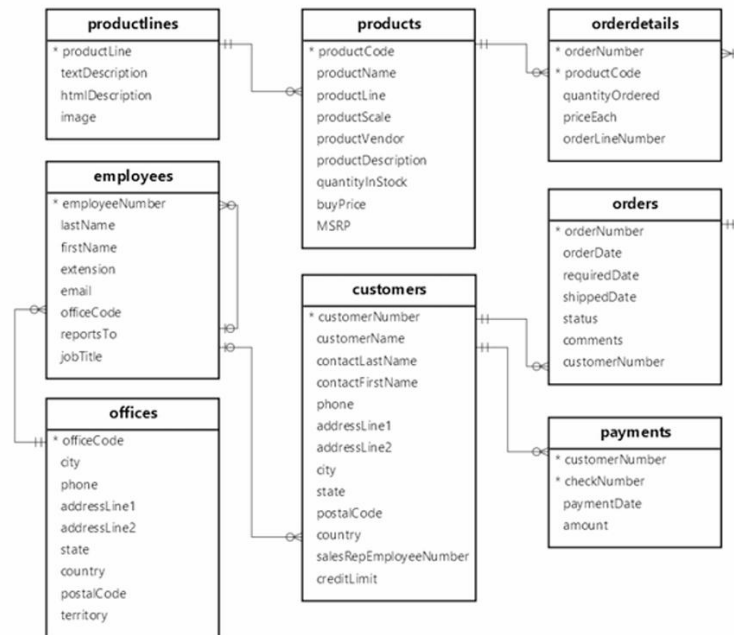 productlines
* productLine
textDescription
htmlDescription
image
products
* productCode
productName
productLine
productScale
productVendor
productDescription
quantityInStock
buyPrice
MSRP
orderdetails
* orderNumber
* productCode
quantityOrdered
priceEach
orderLineNumber
employees
* employeeNumber
lastName
firstName
extension
email
officeCode
reportsTo
jobTitle
customers
* customerNumber
customerName
contactLastName
contactFirstName
phone
addressLine1
addressLine2
city
state
postalCode
country
salesRepEmployeeNumber
creditLimit
orders
* orderNumber
orderDate
requiredDate
shippedDate
status
comments
customerNumber
offices
* officeCode
city
phone
addressLine1
addressLine2
state
country
postalCode
territory
payments
* customerNumber
* checkNumber
paymentDate
amount